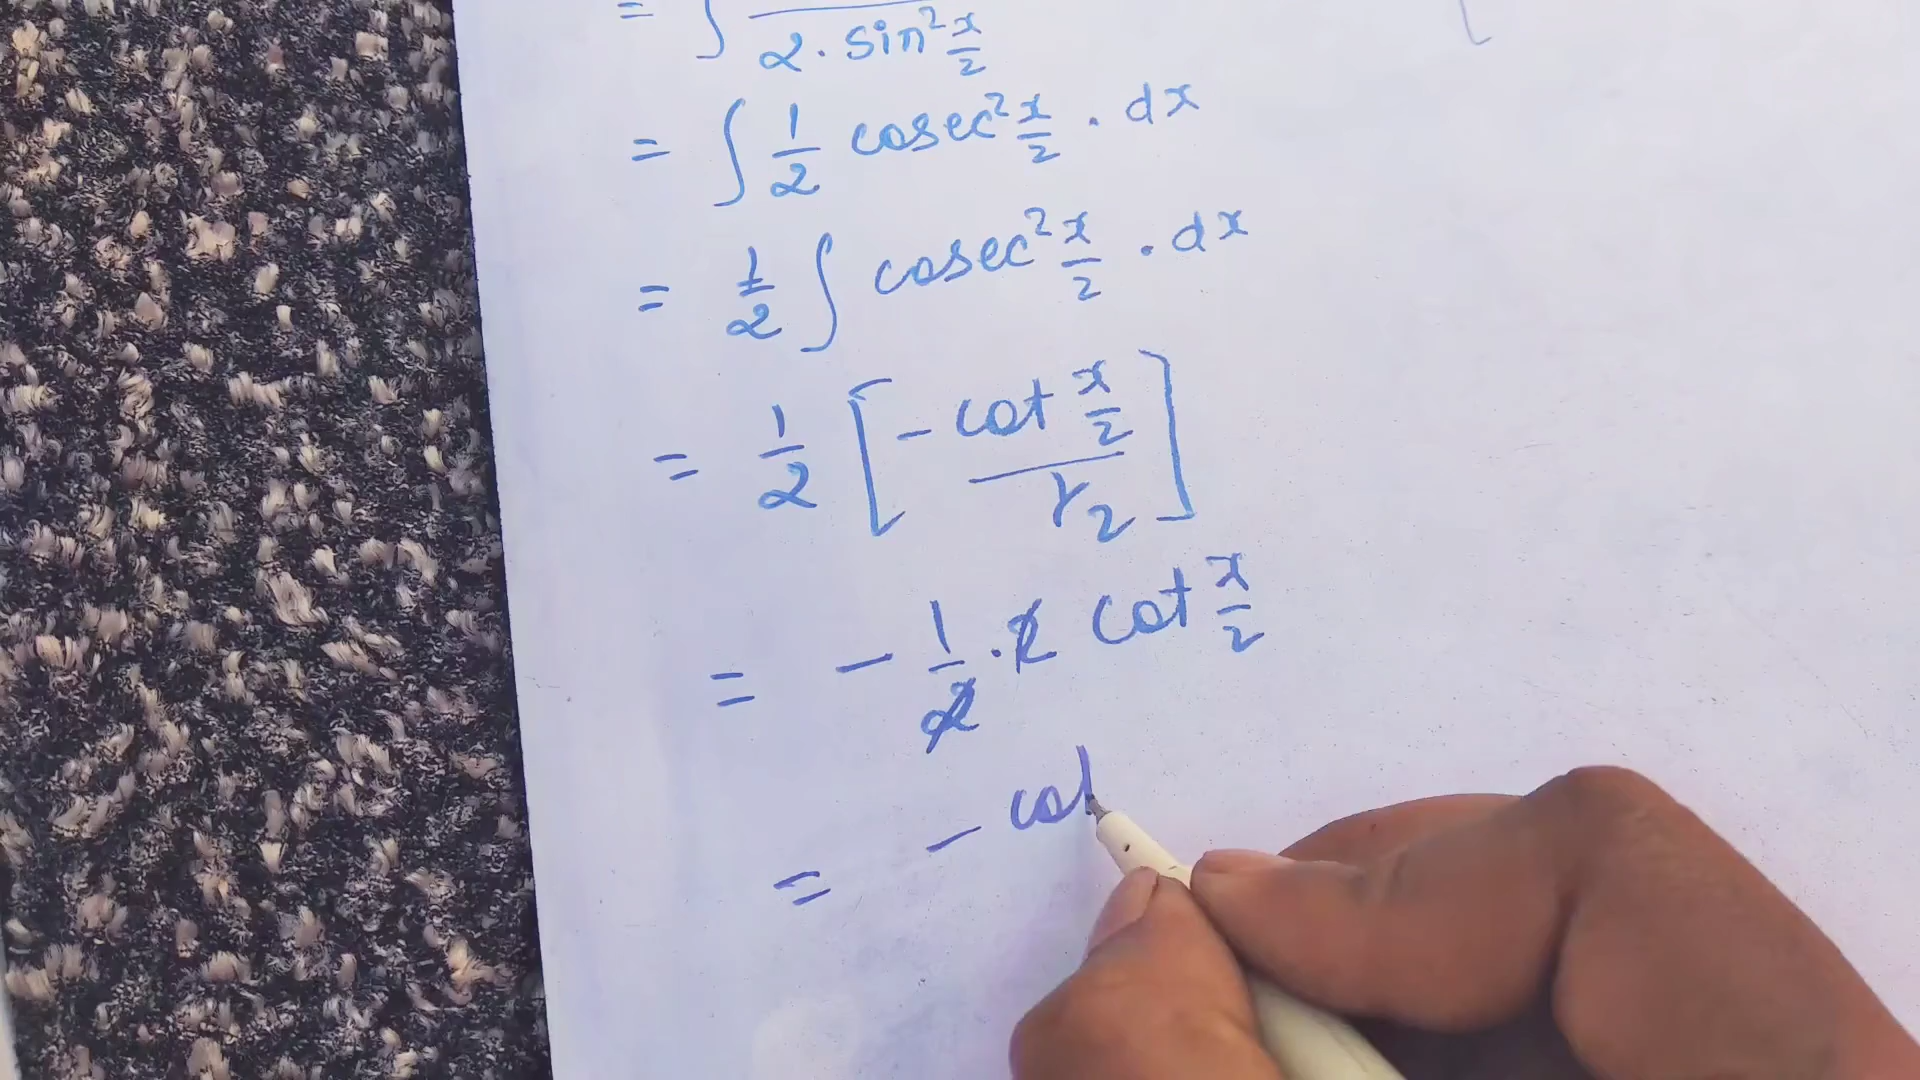 = ∫ ―― 2 · sin² x/2
= ∫ 1/2 cosec² x/2 · dx
= 1/2 ∫ cosec² x/2 · dx
= 1/2 [ - cot x/2 / 1/2 ]
= - 1/2 · 2 cot x/2
= - cot